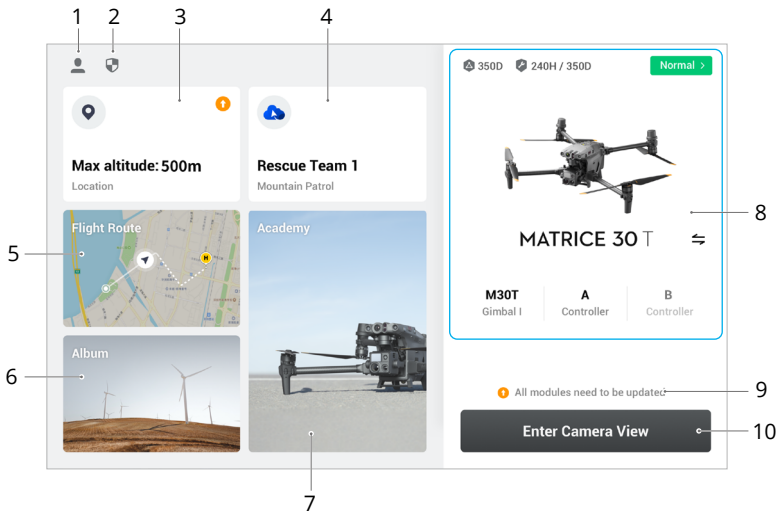 1
2
3
4
350D
240H / 350D
Normal >
Max altitude: 500m
Location
Rescue Team 1
Mountain Patrol
5
Flight Route
H
Academy
8
MATRICE 30 T
M30T
Gimbal I
A
Controller
B
Controller
6
Album
All modules need to be updated
9
Enter Camera View
10
7